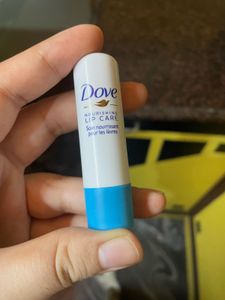 Dove
NOURISHING
LIP CARE
Soin nourrissant
pour les lèvres